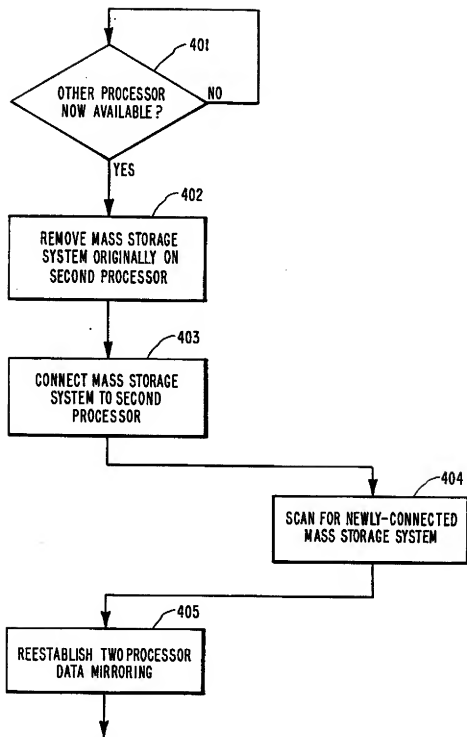 401
OTHER PROCESSOR
NOW AVAILABLE?
NO
YES
402
REMOVE MASS STORAGE
SYSTEM ORIGINALLY ON
SECOND PROCESSOR
403
CONNECT MASS STORAGE
SYSTEM TO SECOND
PROCESSOR
404
SCAN FOR NEWLY-CONNECTED
MASS STORAGE SYSTEM
405
REESTABLISH TWO PROCESSOR
DATA MIRRORING